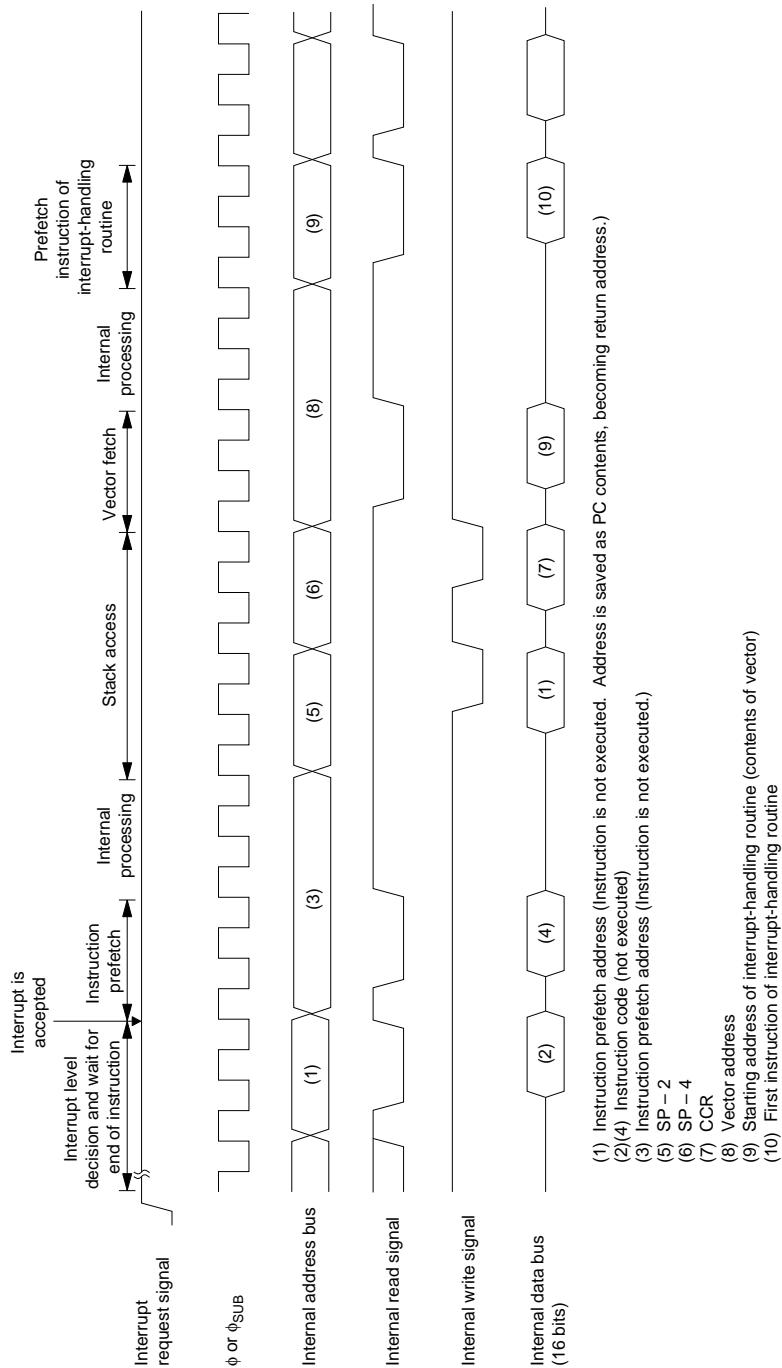 Interrupt is
accepted
Interrupt level
decision and wait for
end of instruction
Instruction
prefetch
Internal
processing
Stack access
Vector fetch
Internal
processing
Prefetch
instruction of
interrupt-handling
routine
Interrupt
request signal
φ or φSUB
Internal address bus
(1)
(3)
(5)
(6)
(8)
(9)
Internal read signal
Internal write signal
Internal data bus
(16 bits)
(2)
(4)
(1)
(7)
(9)
(10)
(1) Instruction prefetch address (Instruction is not executed. Address is saved as PC contents, becoming return address.)
(2)(4) Instruction code (not executed)
(3) Instruction prefetch address (Instruction is not executed.)
(5) SP – 2
(6) SP – 4
(7) CCR
(8) Vector address
(9) Starting address of interrupt-handling routine (contents of vector)
(10) First instruction of interrupt-handling routine